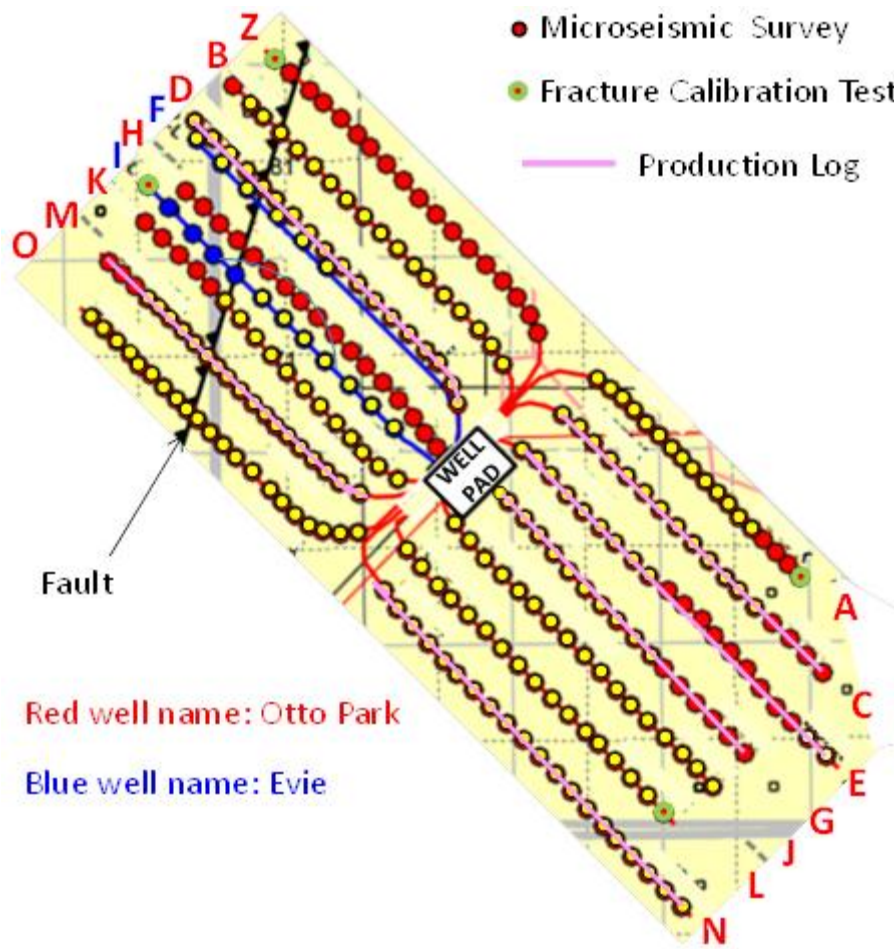 Z
Microseismic Survey
B
D
Fracture Calibration Test
F
H
81
Production Log
I
K
M
O
WELL
PAD
Fault
A
Red well name: Otto Park
C
Blue well name: Evie
E
G
J
L
N